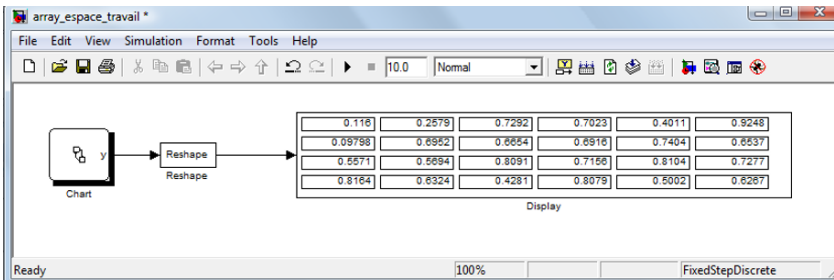 array_espace_travail *
File Edit View Simulation Format Tools Help
10.0 Normal
0.116 0.2579 0.7292 0.7023 0.4011 0.9248
0.09798 0.6952 0.6654 0.6916 0.7404 0.6537
0.5571 0.5694 0.8091 0.7156 0.8104 0.7277
0.8164 0.6324 0.4281 0.8079 0.5002 0.6267
y
Reshape
Reshape
Chart
Display
Ready 100% FixedStepDiscrete